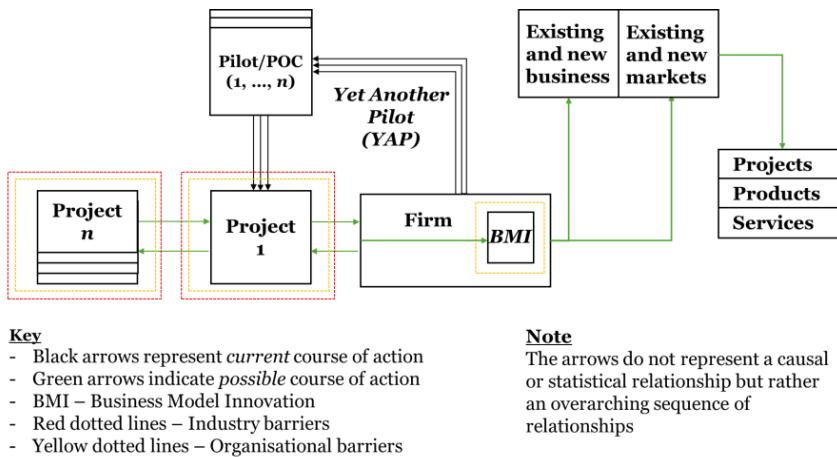 Pilot/POC
(1, ..., n)
Yet Another
Pilot
(YAP)
Existing
and new
business
Existing
and new
markets
Projects
Products
Services
Project
n
Project
1
Firm
BMI
Key
- Black arrows represent current course of action
- Green arrows indicate possible course of action
- BMI – Business Model Innovation
- Red dotted lines – Industry barriers
- Yellow dotted lines – Organisational barriers
Note
The arrows do not represent a causal
or statistical relationship but rather
an overarching sequence of
relationships